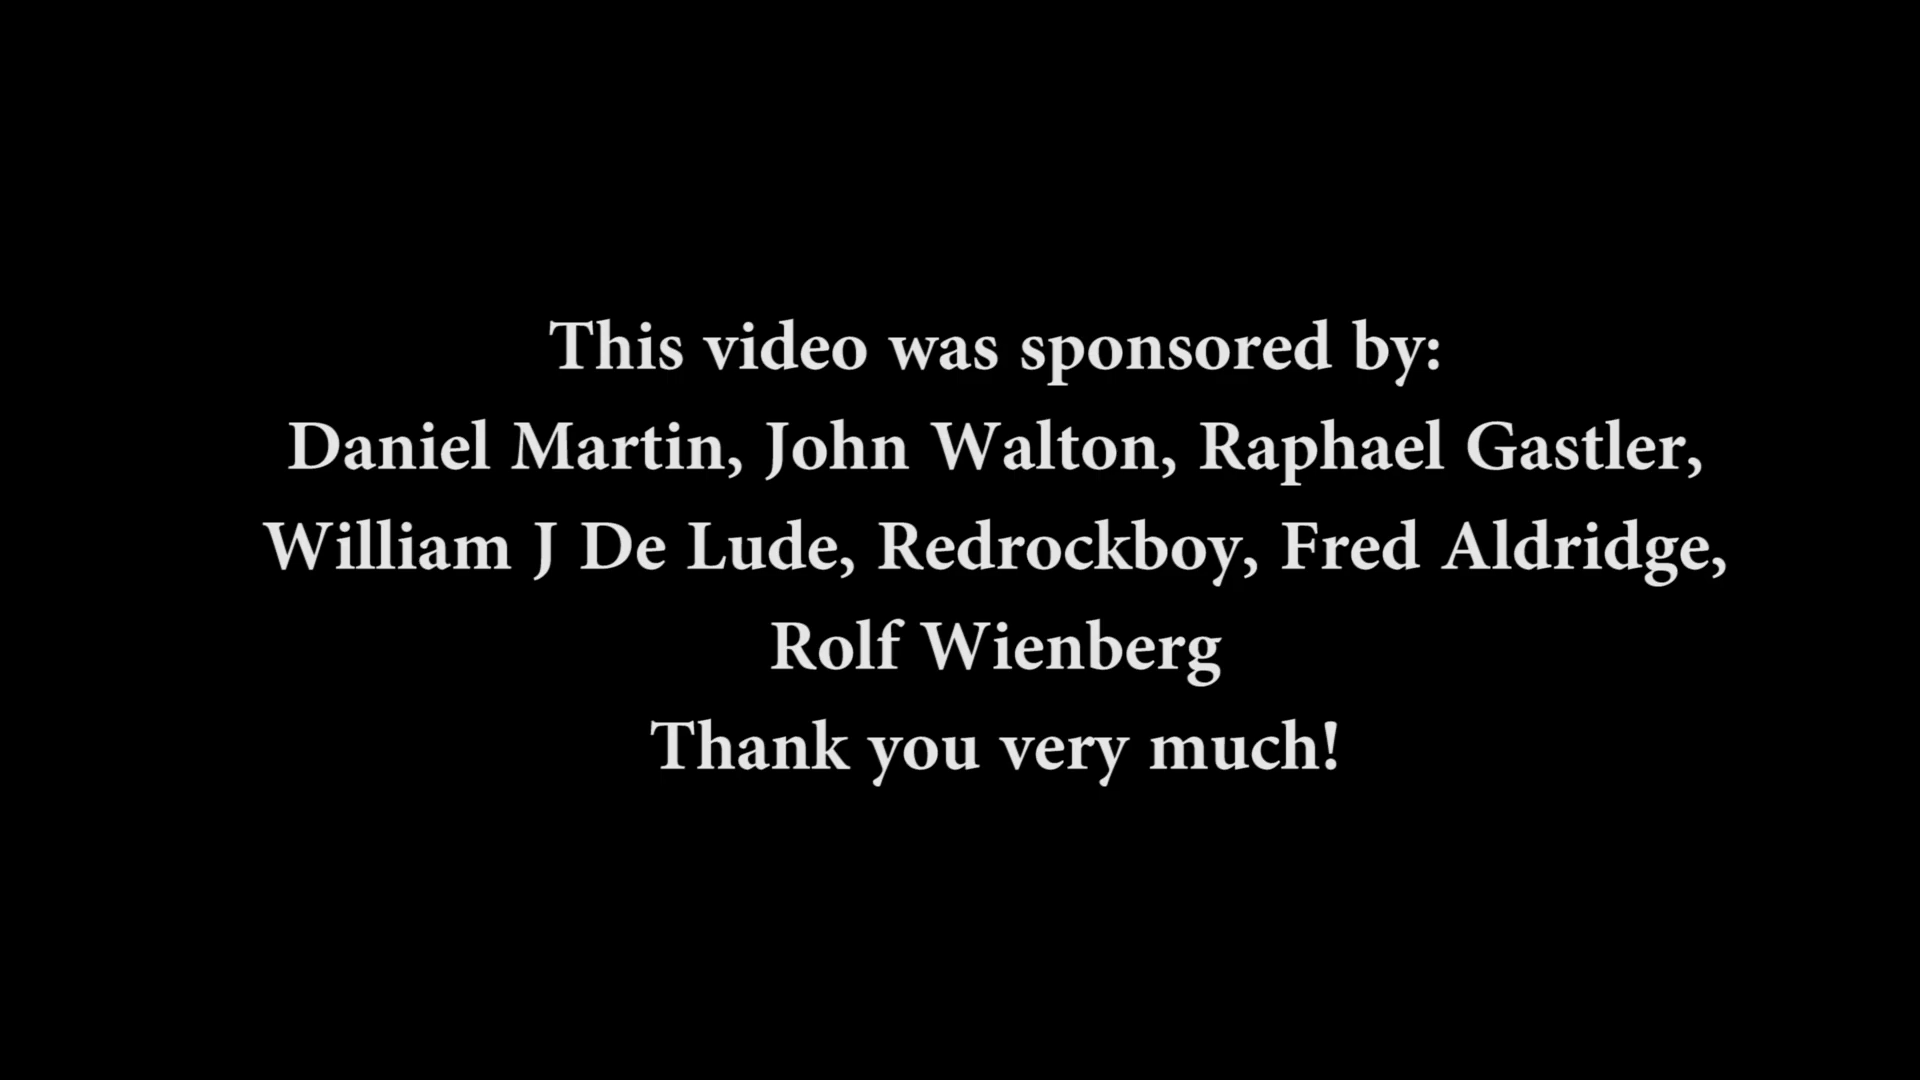 This video was sponsored by:
Daniel Martin, John Walton, Raphael Gastler,
William J De Lude, Redrockboy, Fred Aldridge,
Rolf Wienberg
Thank you very much!